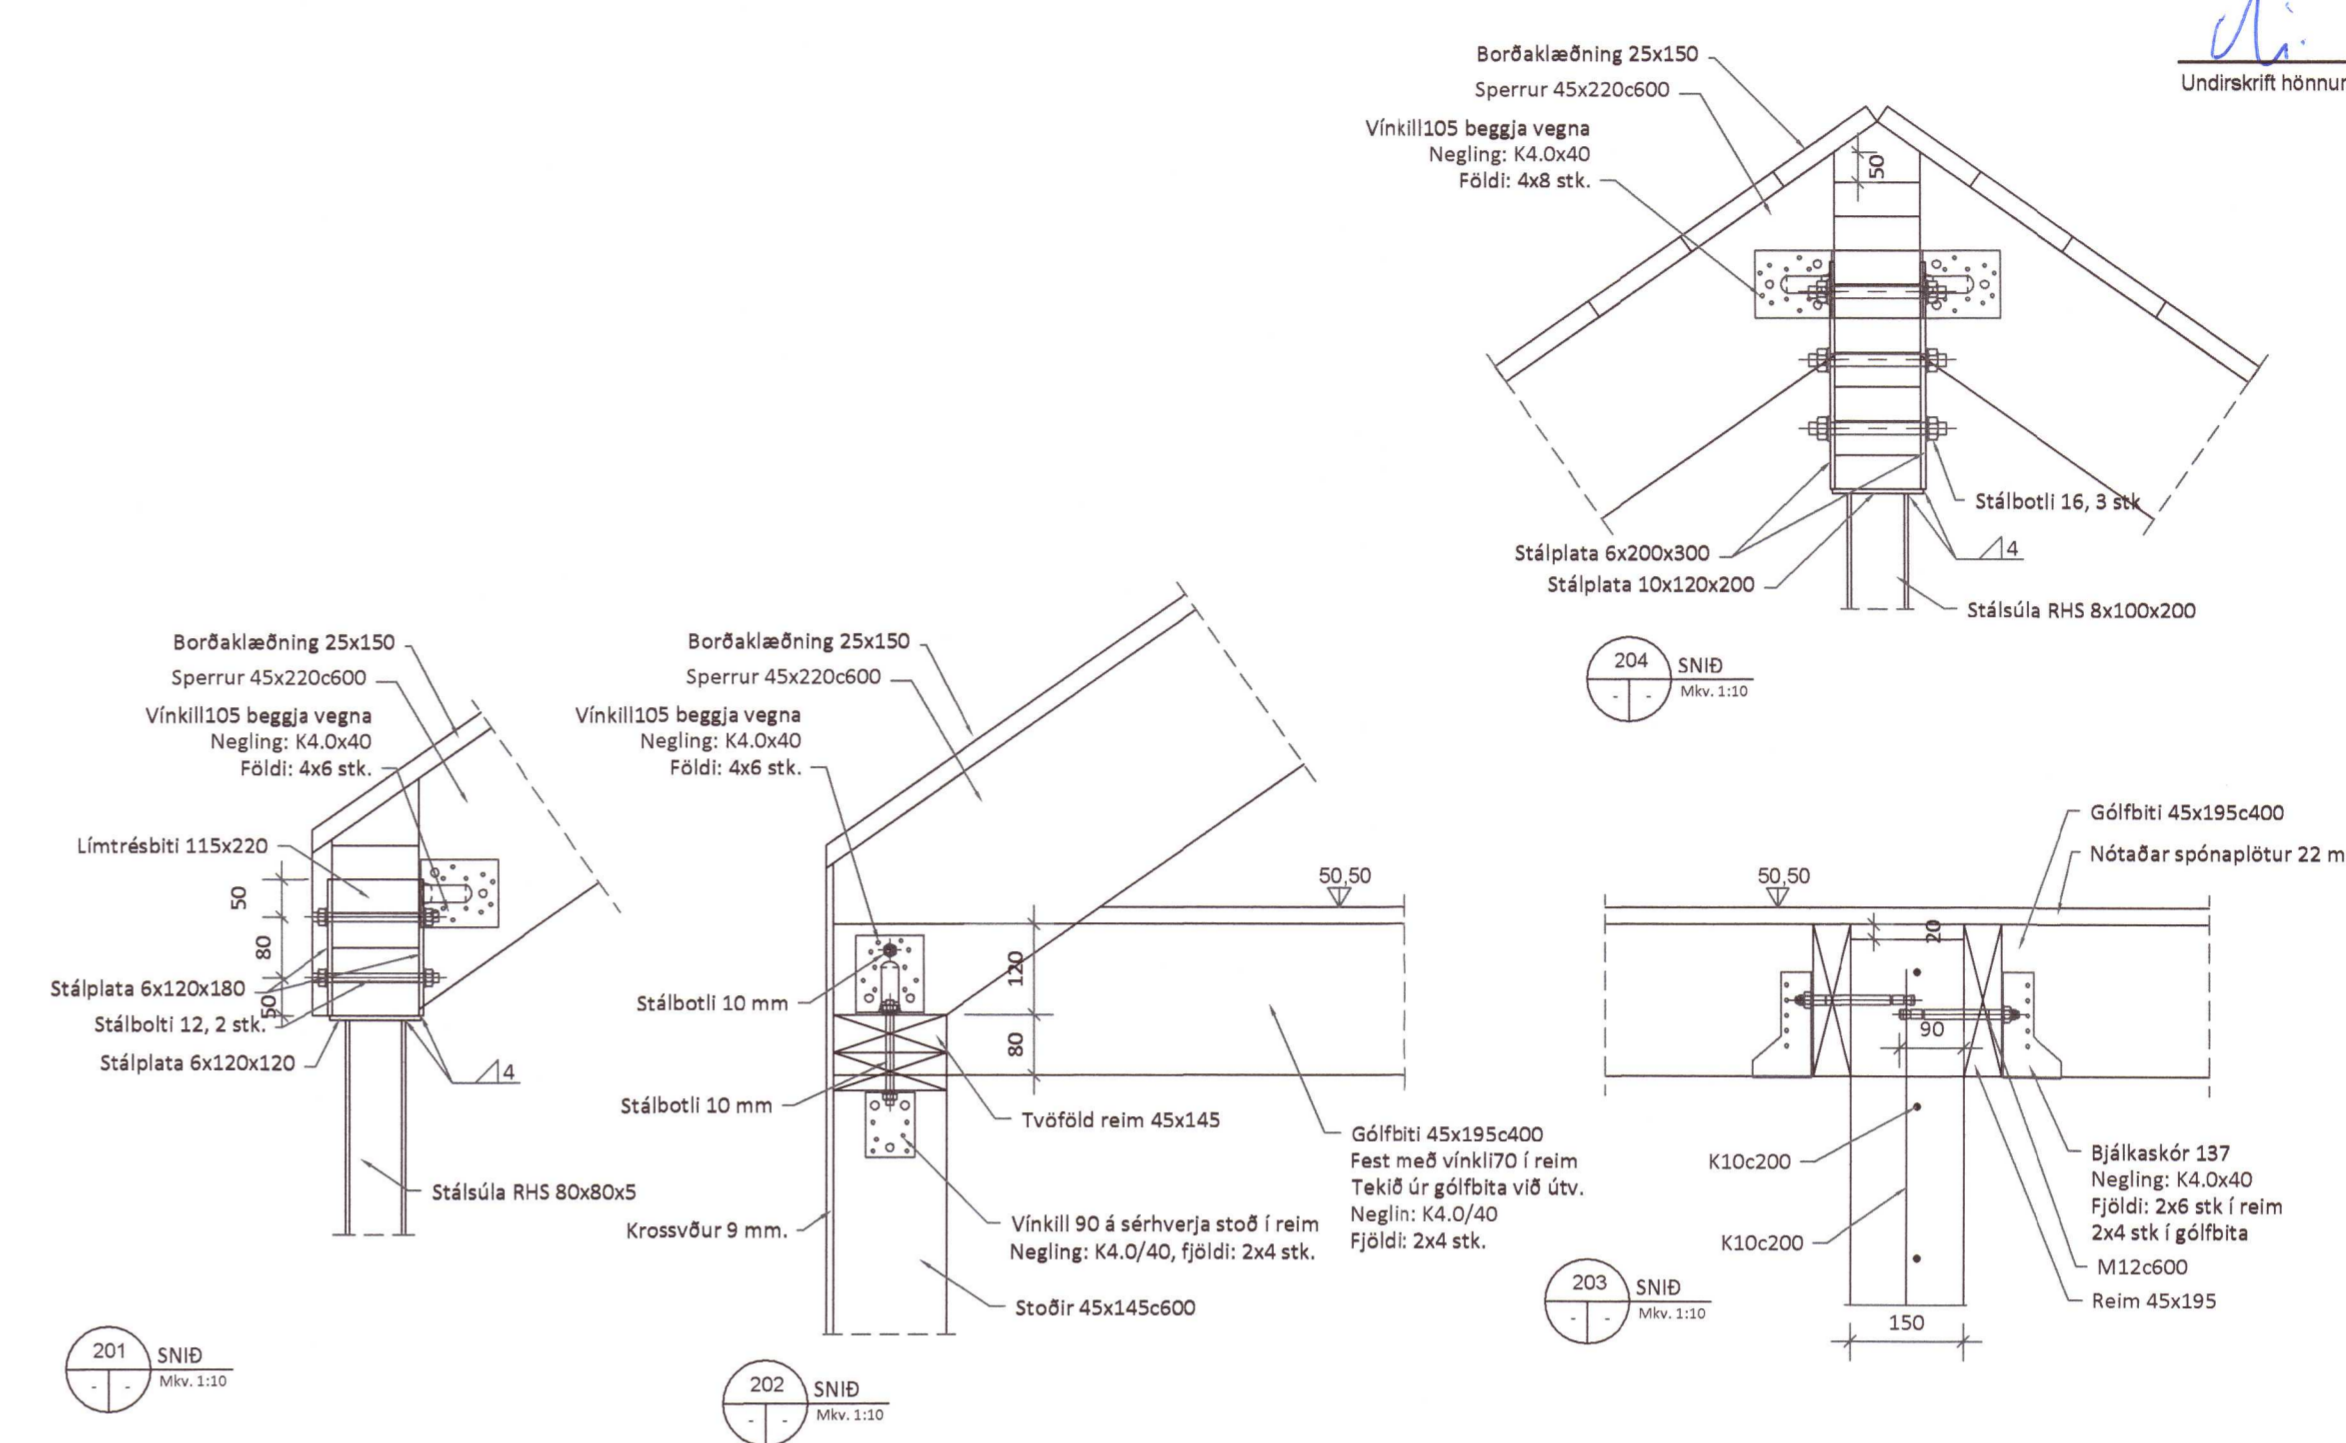 Undirskrift hönnur
Borðaklæðning 25x150
Sperrur 45x220c600
Vínkill105 beggja vegna
Negling: K4.0x40
Földi: 4x8 stk.
50
Stálbotli 16, 3 stk
Stálplata 6x200x300
4
Stálplata 10x120x200
Stálsúla RHS 8x100x200
204
SNIÐ
- -
Mkv. 1:10
Borðaklæðning 25x150
Sperrur 45x220c600
Vínkill105 beggja vegna
Negling: K4.0x40
Földi: 4x6 stk.
Límtrésbiti 115x220
50
80
50
Stálplata 6x120x180
Stálbolti 12, 2 stk.
Stálplata 6x120x120
4
Stálsúla RHS 80x80x5
201
SNIÐ
- -
Mkv. 1:10
Borðaklæðning 25x150
Sperrur 45x220c600
Vínkill105 beggja vegna
Negling: K4.0x40
Földi: 4x6 stk.
50,50
120
80
Stálbotli 10 mm
Stálbotli 10 mm
Tvöföld reim 45x145
Gólfbiti 45x195c400
Fest með vínkli70 í reim
Tekið úr gólfbita við útv.
Neglin: K4.0/40
Fjöldi: 2x4 stk.
Krossvður 9 mm.
Vínkill 90 á sérhverja stoð í reim
Negling: K4.0/40, fjöldi: 2x4 stk.
Stoðir 45x145c600
202
SNIÐ
- -
Mkv. 1:10
Gólfbiti 45x195c400
Nótaðar spónaplötur 22 m
50,50
20
90
K10c200
K10c200
Bjálkaskór 137
Negling: K4.0x40
Fjöldi: 2x6 stk í reim
2x4 stk í gólfbita
M12c600
Reim 45x195
150
203
SNIÐ
- -
Mkv. 1:10